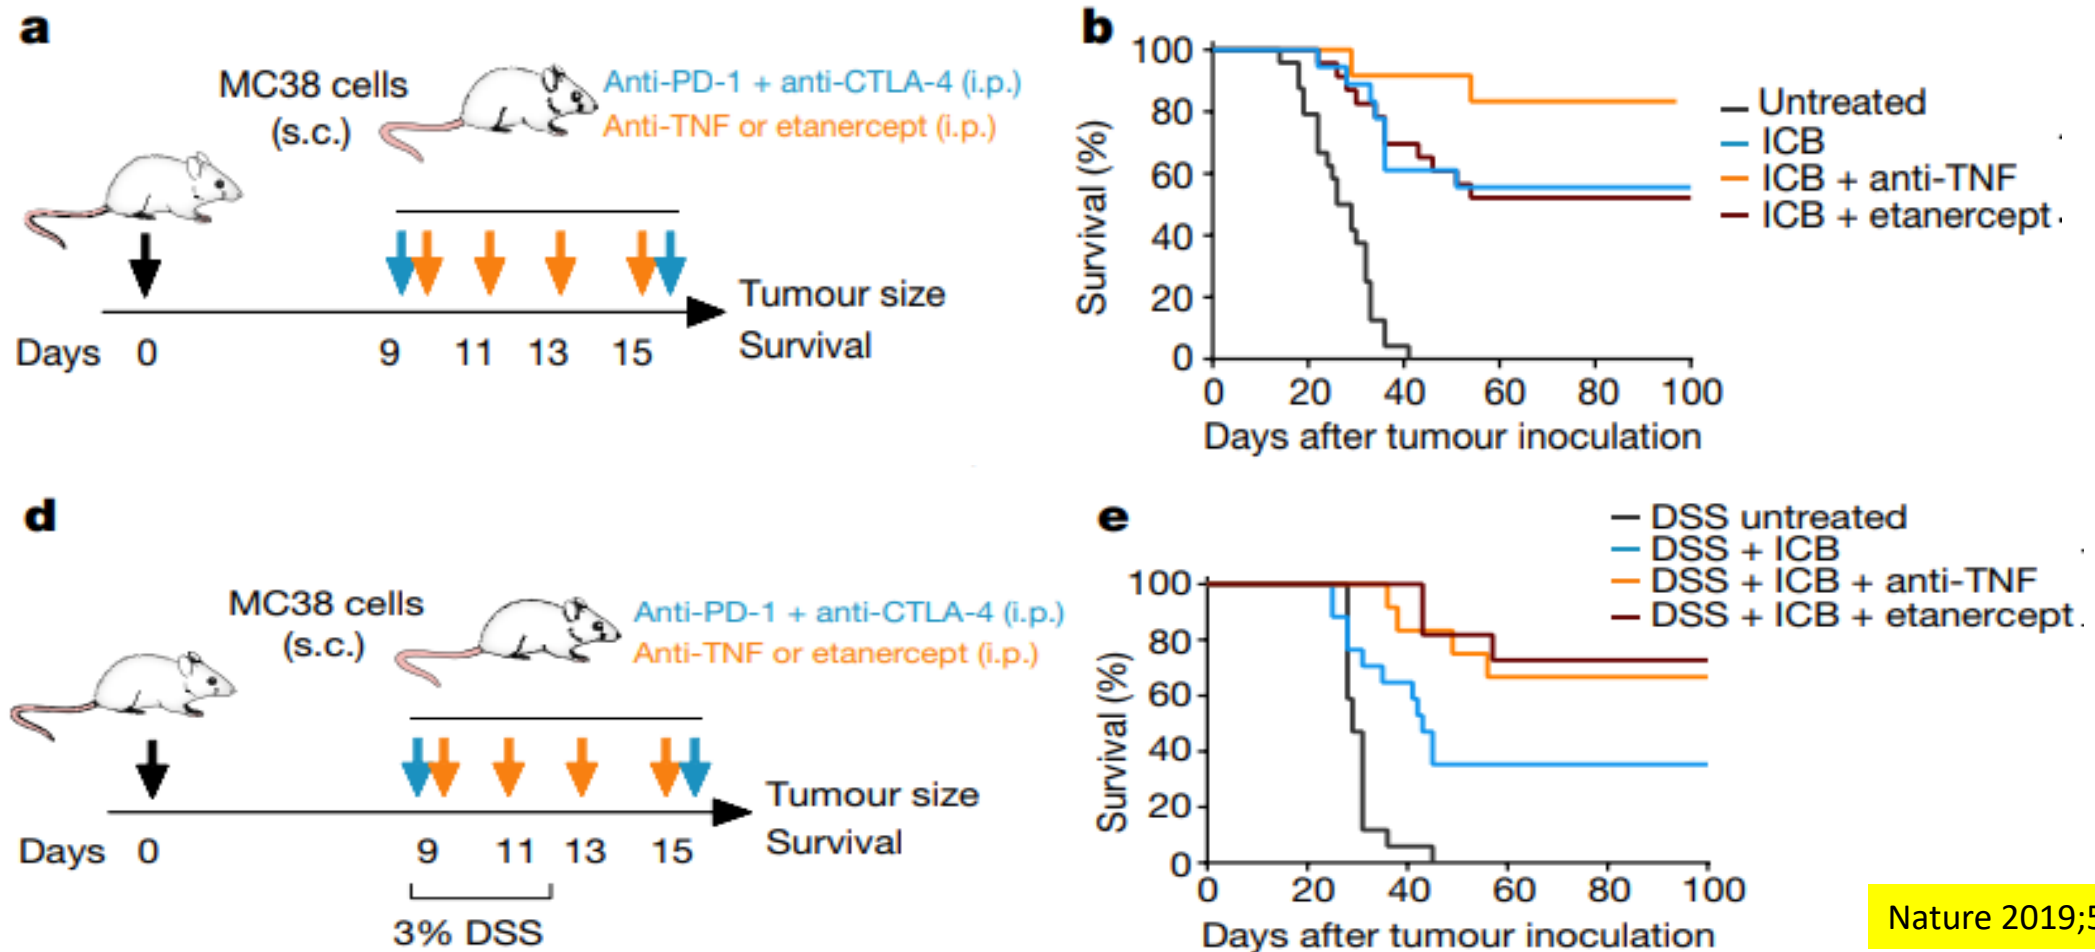 a
MC38 cells
(s.c.)
Anti-PD-1 + anti-CTLA-4 (i.p.)
Anti-TNF or etanercept (i.p.)
Days 0 9 11 13 15
Tumour size
Survival
b
Survival (%)
100
80
60
40
20
0
0 20 40 60 80 100
Days after tumour inoculation
Untreated
ICB
ICB + anti-TNF
ICB + etanercept
d
MC38 cells
(s.c.)
Anti-PD-1 + anti-CTLA-4 (i.p.)
Anti-TNF or etanercept (i.p.)
Days 0 9 11 13 15
3% DSS
Tumour size
Survival
e
DSS untreated
DSS + ICB
DSS + ICB + anti-TNF
DSS + ICB + etanercept
Survival (%)
100
80
60
40
20
0
0 20 40 60 80 100
Days after tumour inoculation
Nature 2019;5